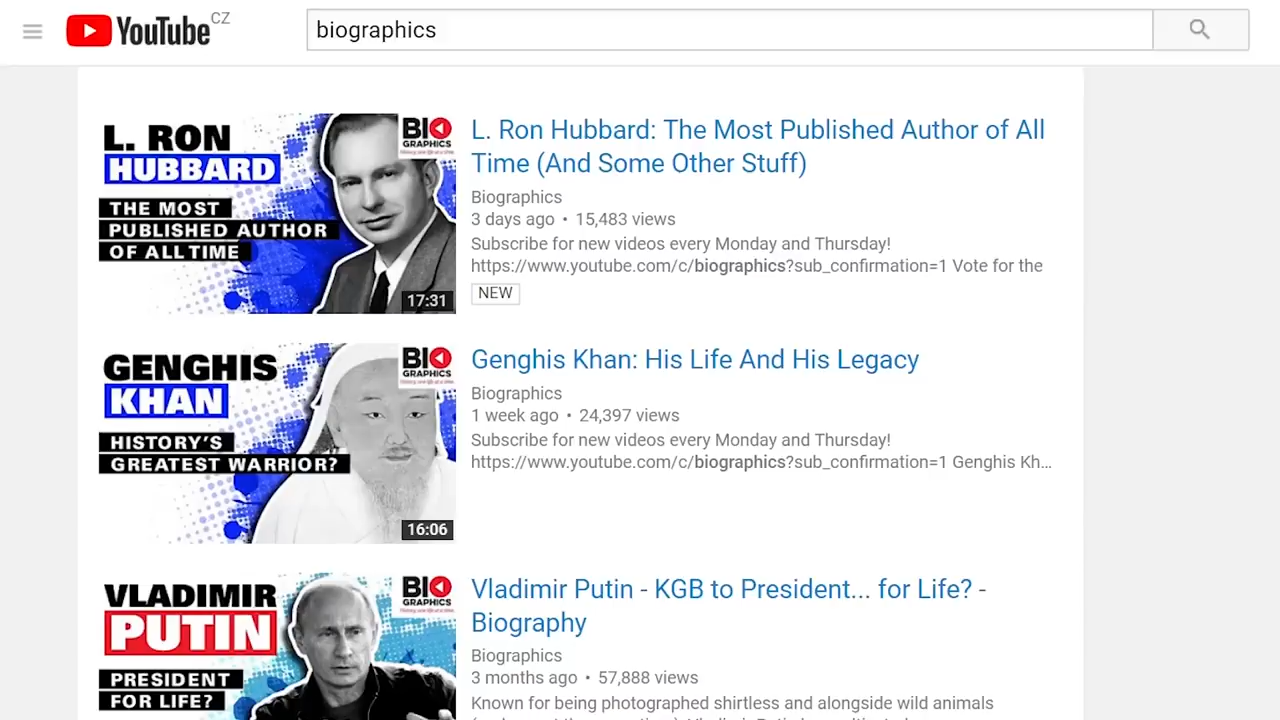 YouTube CZ
biographics
L. RON
HUBBARD
THE MOST
PUBLISHED AUTHOR
OF ALL TIME
BIO
GRAPHICS
17:31
L. Ron Hubbard: The Most Published Author of All
Time (And Some Other Stuff)
Biographics
3 days ago • 15,483 views
Subscribe for new videos every Monday and Thursday!
https://www.youtube.com/c/biographics?sub_confirmation=1 Vote for the
NEW
GENGHIS
KHAN
HISTORY'S
GREATEST WARRIOR?
BIO
GRAPHICS
16:06
Genghis Khan: His Life And His Legacy
Biographics
1 week ago • 24,397 views
Subscribe for new videos every Monday and Thursday!
https://www.youtube.com/c/biographics?sub_confirmation=1 Genghis Kh...
VLADIMIR
PUTIN
PRESIDENT
FOR LIFE?
BIO
GRAPHICS
Vladimir Putin - KGB to President... for Life? -
Biography
Biographics
3 months ago • 57,888 views
Known for being photographed shirtless and alongside wild animals